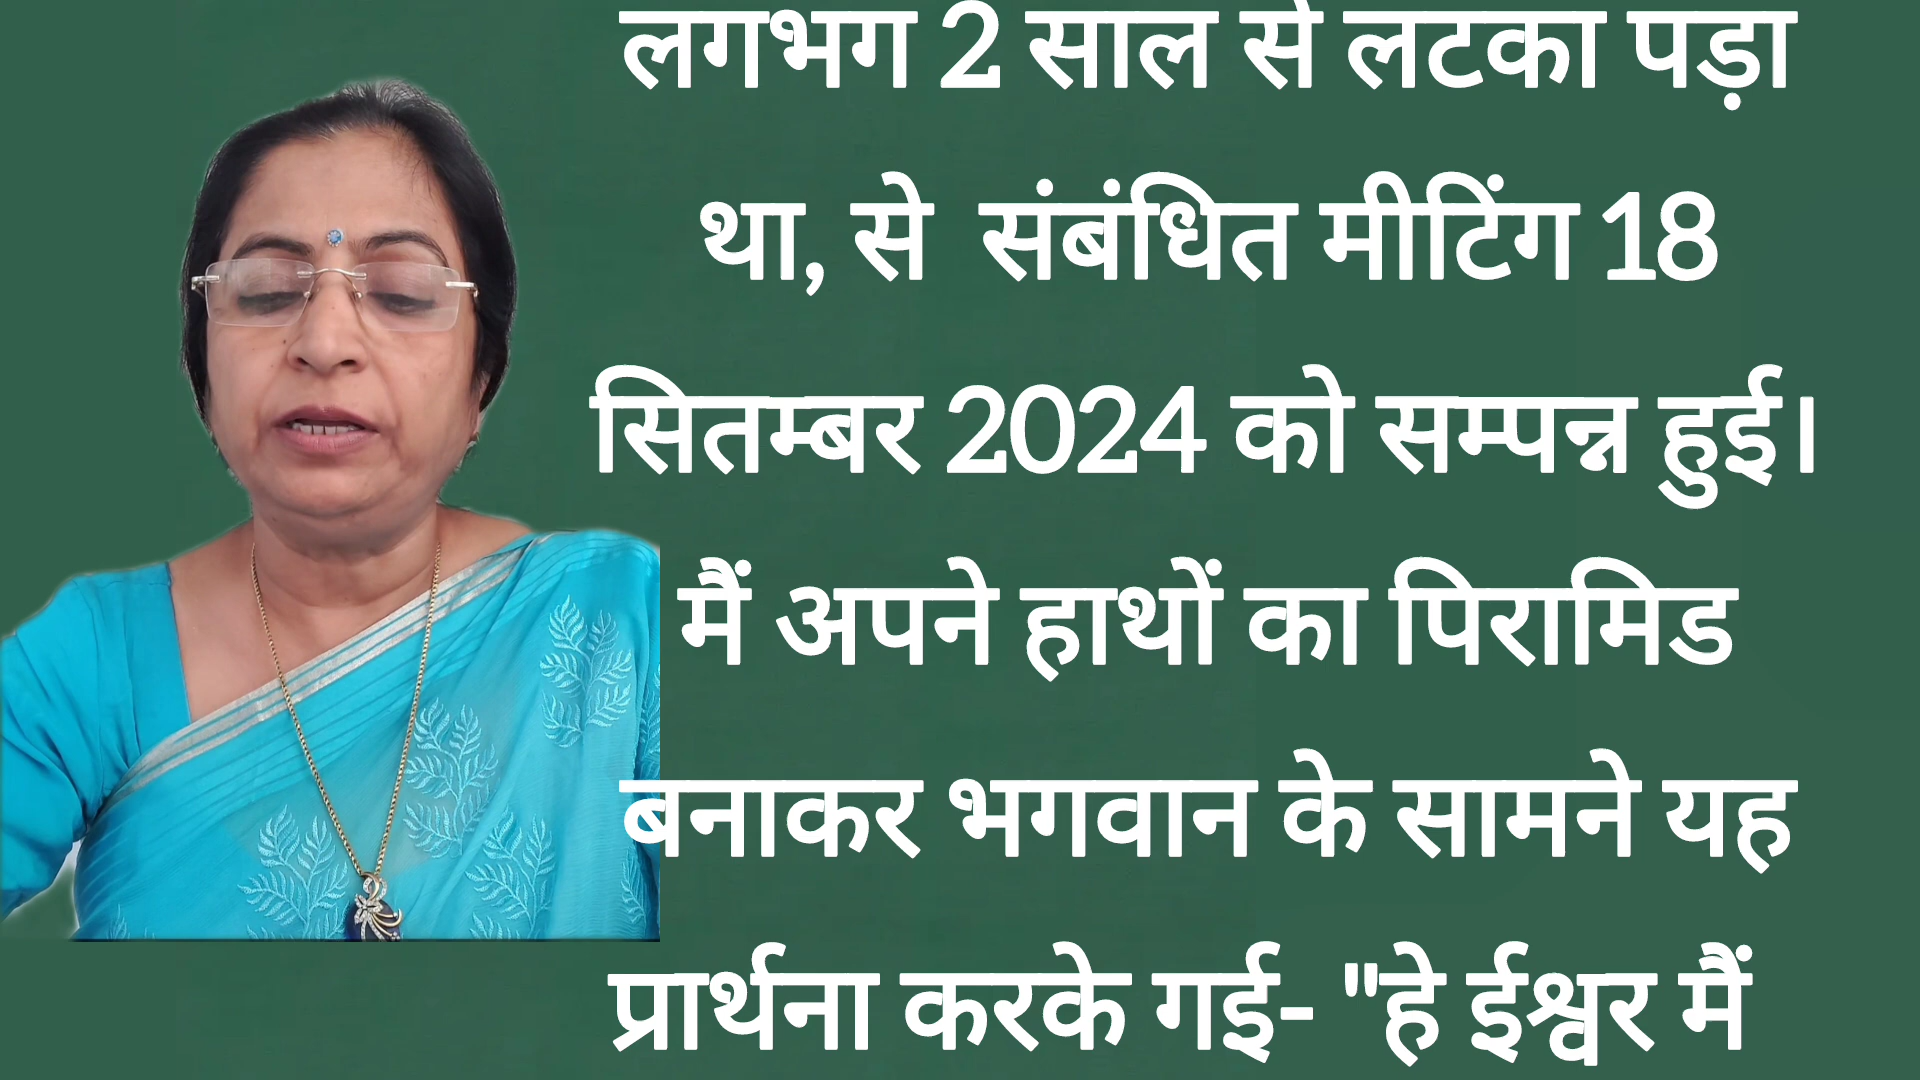 लगभग 2 साल से लटका पड़ा
था, से संबंधित मीटिंग 18
सितम्बर 2024 को सम्पन्न हुई।
मैं अपने हाथों का पिरामिड
बनाकर भगवान के सामने यह
प्रार्थना करके गई- "हे ईश्वर मैं